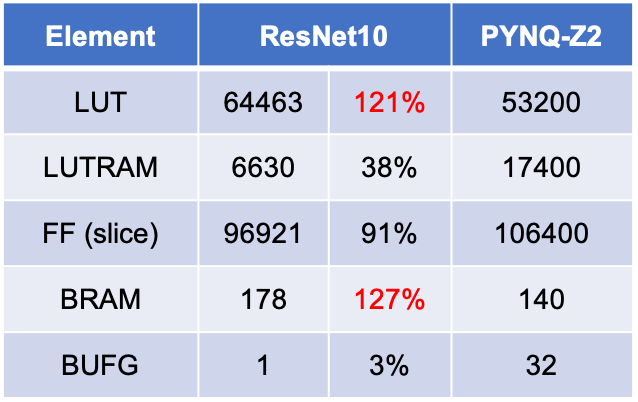 Element ResNet10 PYNQ-Z2
LUT 64463 121% 53200
LUTRAM 6630 38% 17400
FF (slice) 96921 91% 106400
BRAM 178 127% 140
BUFG 1 3% 32